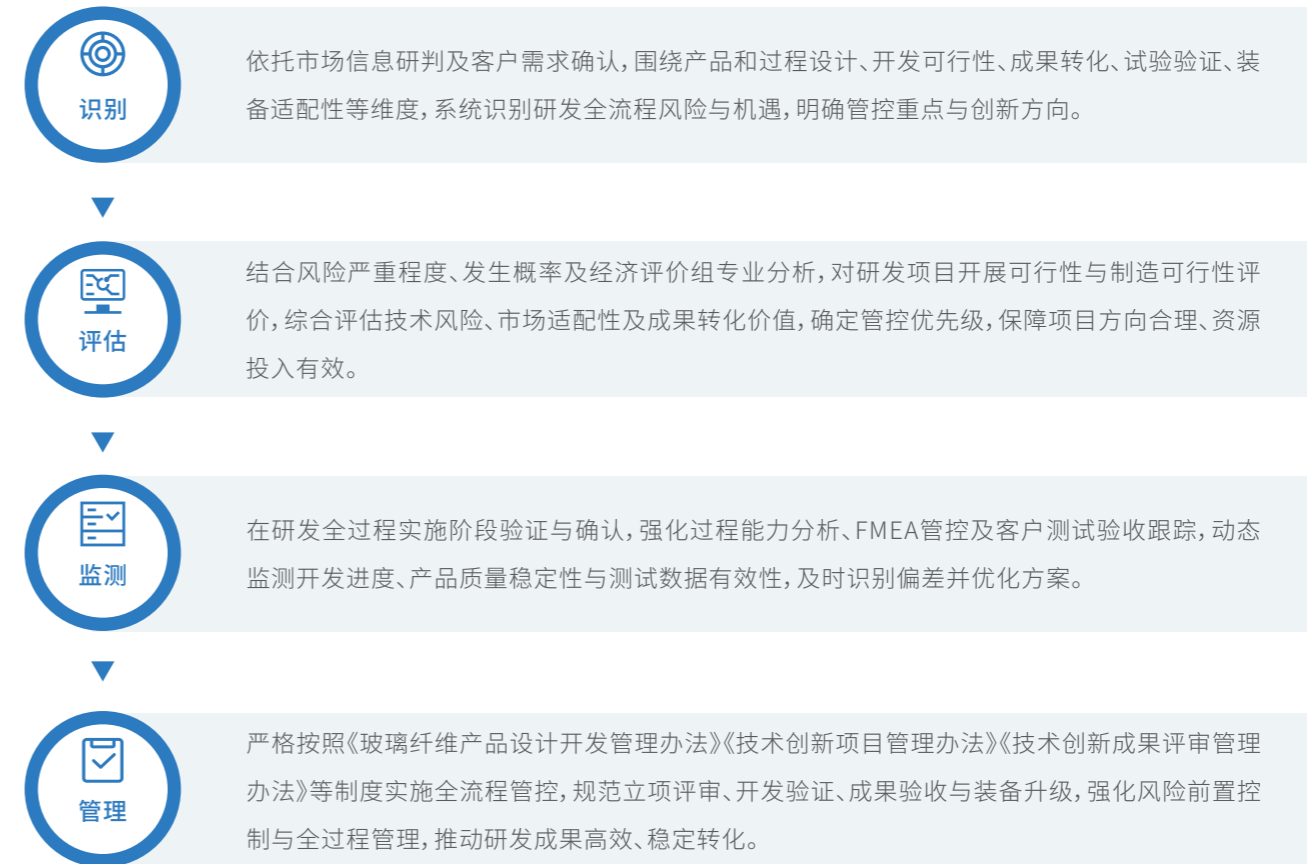 识别
依托市场信息研判及客户需求确认,围绕产品和过程设计、开发可行性、成果转化、试验验证、装
备适配性等维度,系统识别研发全流程风险与机遇,明确管控重点与创新方向。
评估
结合风险严重程度、发生概率及经济评价组专业分析,对研发项目开展可行性与制造可行性评
价,综合评估技术风险、市场适配性及成果转化价值,确定管控优先级,保障项目方向合理、资源
投入有效。
监测
在研发全过程实施阶段验证与确认,强化过程能力分析、FMEA管控及客户测试验收跟踪,动态
监测开发进度、产品质量稳定性与测试数据有效性,及时识别偏差并优化方案。
管理
严格按照《玻璃纤维产品设计开发管理办法》《技术创新项目管理办法》《技术创新成果评审管理
办法》等制度实施全流程管控,规范立项评审、开发验证、成果验收与装备升级,强化风险前置控
制与全过程管理,推动研发成果高效、稳定转化。